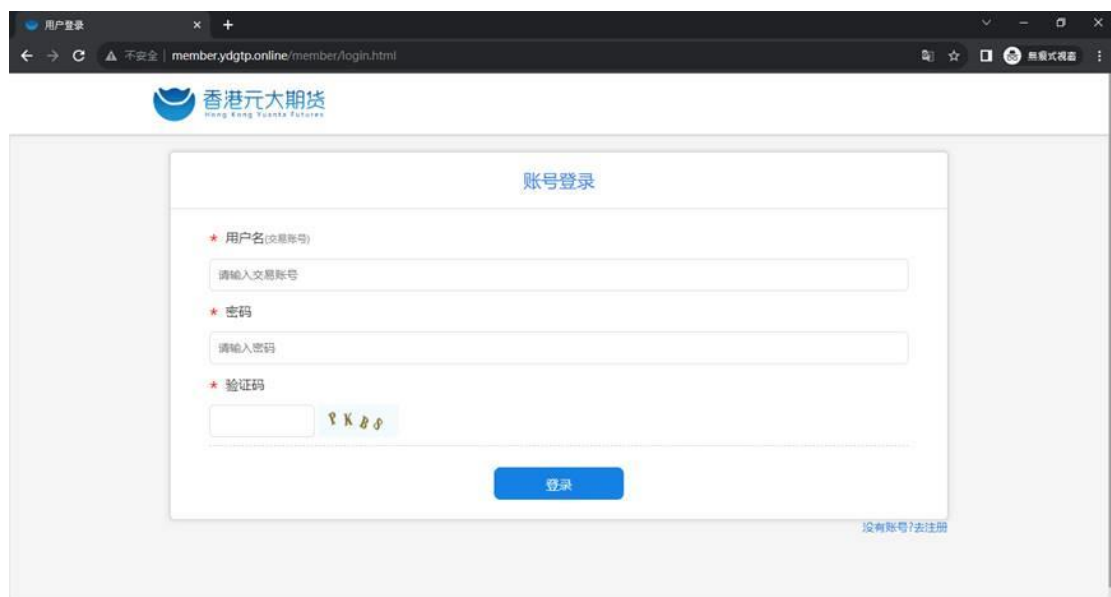 用户登录
不安全 | member.ydgtp.online/member/login.html
無痕式視窗
香港元大期货
Hong Kong Yuanta Futures
账号登录
* 用户名(交易账号)
请输入交易账号
* 密码
请输入密码
* 验证码
PKB8
登录
没有账号?去注册